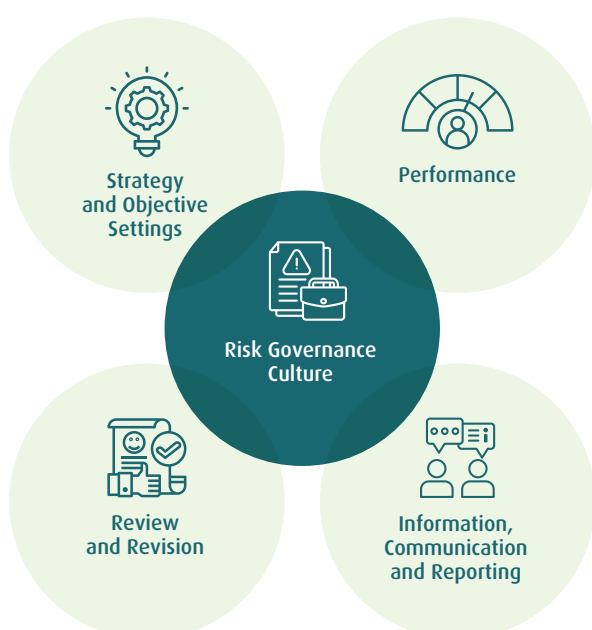 Strategy
and Objective
Settings
Performance
Risk Governance
Culture
Review
and Revision
Information,
Communication
and Reporting